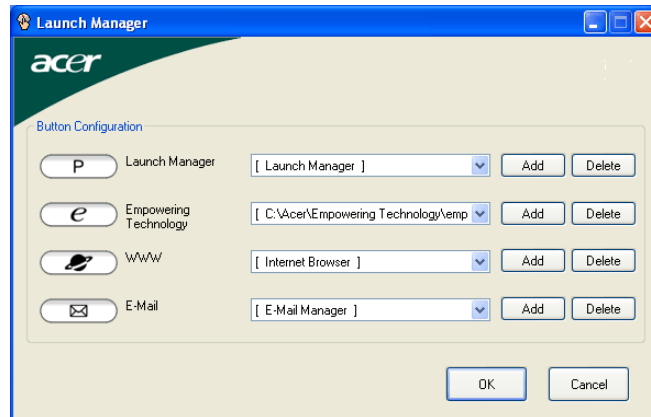 Launch Manager
acer
Button Configuration
P Launch Manager [ Launch Manager ] Add Delete
e Empowering Technology [ C:\Acer\Empowering Technology\emp Add Delete
WWW [ Internet Browser ] Add Delete
E-Mail [ E-Mail Manager ] Add Delete
OK Cancel